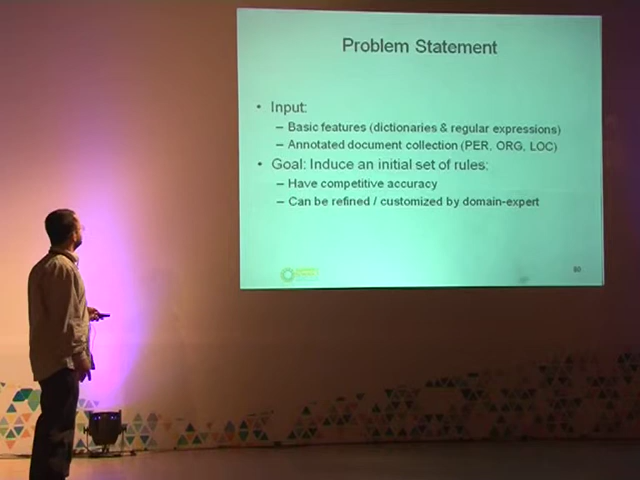 Problem Statement
• Input:
– Basic features (dictionaries & regular expressions)
– Annotated document collection (PER, ORG, LOC)
• Goal: Induce an initial set of rules:
– Have competitive accuracy
– Can be refined / customized by domain-expert
80